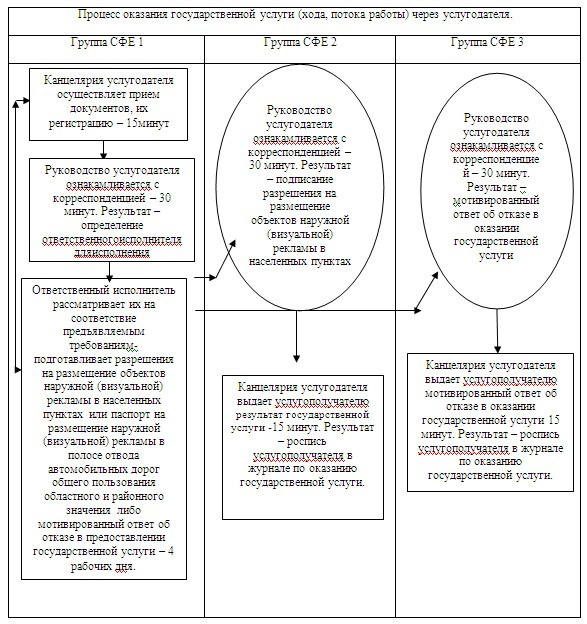 Процесс оказания государственной услуги (хода, потока работы) через услугодателя.
Группа СФЕ 1
Группа СФЕ 2
Группа СФЕ 3
Канцелярия услугодателя
осуществляет прием
документов, их
регистрацию – 15минут
Руководство услугодателя
ознакамливается с
корреспонденцией – 30
минут. Результат –
определение
ответственногоисполнителя
дляисполнения
Ответственный исполнитель
рассматривает их на
соответствие
предъявляемым
требованиям-
подготавливает разрешения
на размещение объектов
наружной (визуальной)
рекламы в населенных
пунктах или паспорт на
размещение наружной
(визуальной) рекламы в
полосе отвода
автомобильных дорог
общего пользования
областного и районного
значения либо
мотивированный ответ об
отказе в предоставлении
государственной услуги – 4
рабочих дня.
Руководство
услугодателя
ознакамливается с
корреспонденцией –
30 минут. Результат
– подписание
разрешения на
размещение
объектов наружной
(визуальной)
рекламы в
населенных пунктах
Канцелярия услугодателя
выдает услугополучателю
результат государственной
услуги -15 минут. Результат
– роспись
услугополучателя в
журнале по оказанию
государственной услуги.
Руководство
услугодателя
ознакамливается с
корреспонденцие
й – 30 минут.
Результат –
мотивированный
ответ об отказе в
оказании
государственной
услуги
Канцелярия услугодателя
выдает услугополучателю
мотивированный ответ об
отказе в оказании
государственной услуги 15
минут. Результат – роспись
услугополучателя в журнале
по оказанию
государственной услуги.